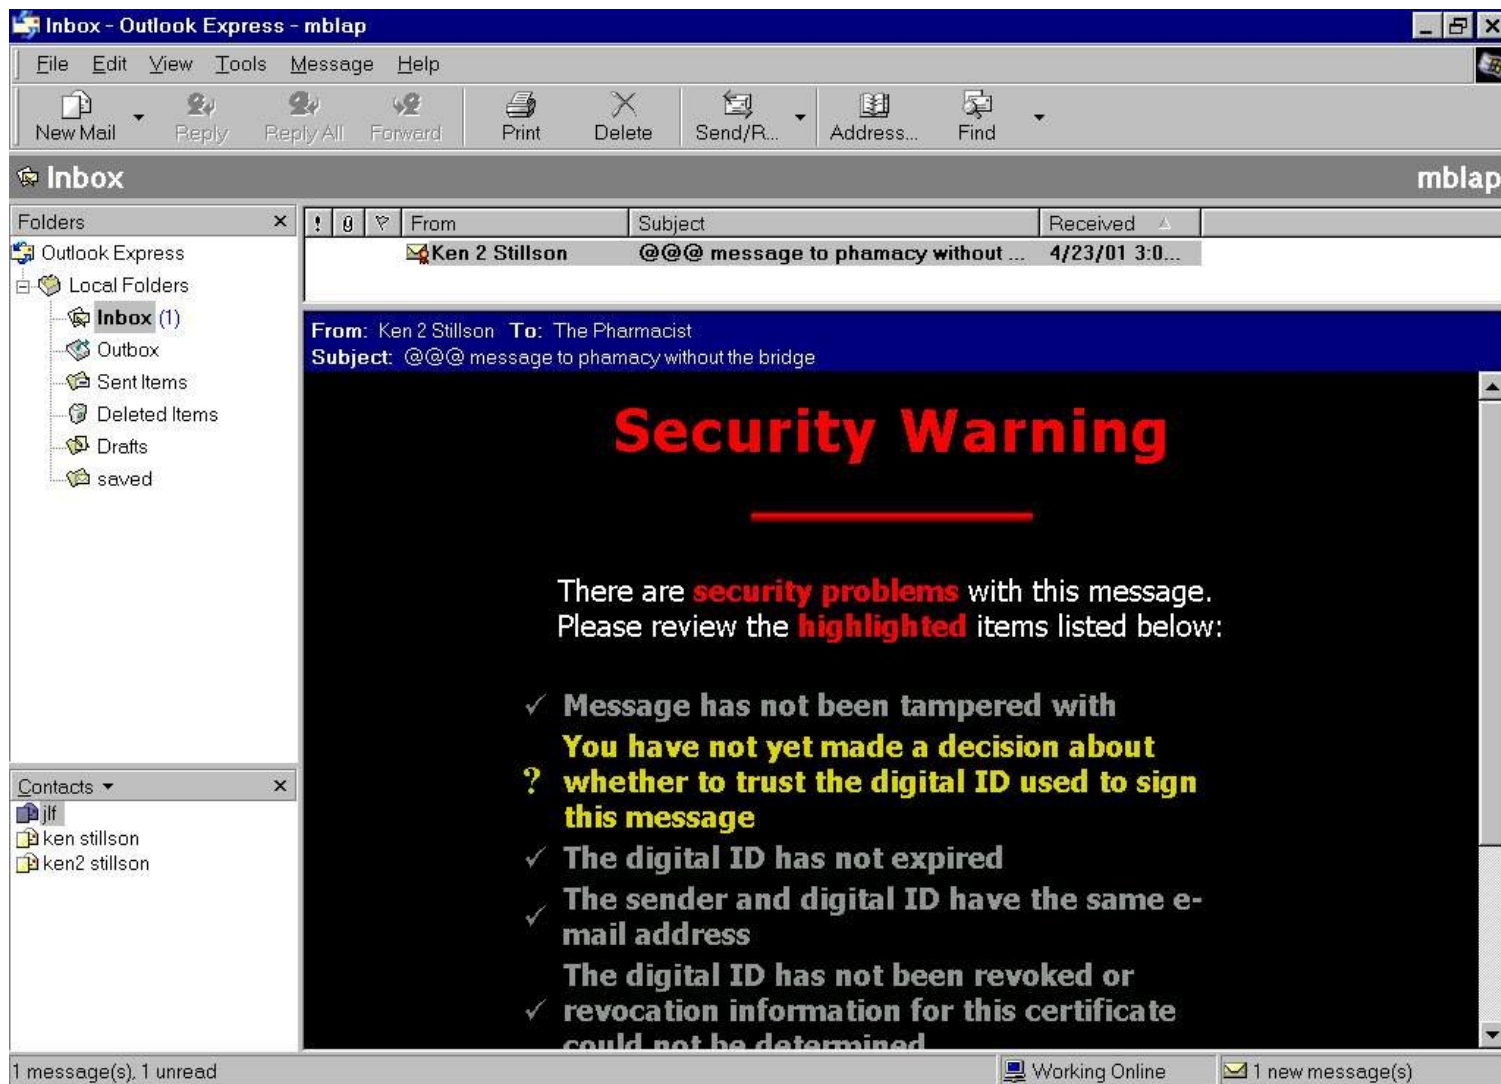 Inbox - Outlook Express - mblap
File Edit View Tools Message Help
New Mail Reply Reply All Forward Print Delete Send/R... Address... Find
Inbox mblap
Folders
Outlook Express
Local Folders
Inbox (1)
Outbox
Sent Items
Deleted Items
Drafts
saved
Contacts
jlf
ken stillson
ken2 stillson
! From Subject Received
Ken 2 Stillson @@@ message to phamacy without ... 4/23/01 3:0...
From: Ken 2 Stillson To: The Pharmacist
Subject: @@@ message to phamacy without the bridge
Security Warning
There are security problems with this message.
Please review the highlighted items listed below:
✓ Message has not been tampered with
You have not yet made a decision about
? whether to trust the digital ID used to sign
this message
✓ The digital ID has not expired
The sender and digital ID have the same e-
✓ mail address
The digital ID has not been revoked or
✓ revocation information for this certificate
could not be determined
1 message(s), 1 unread Working Online 1 new message(s)